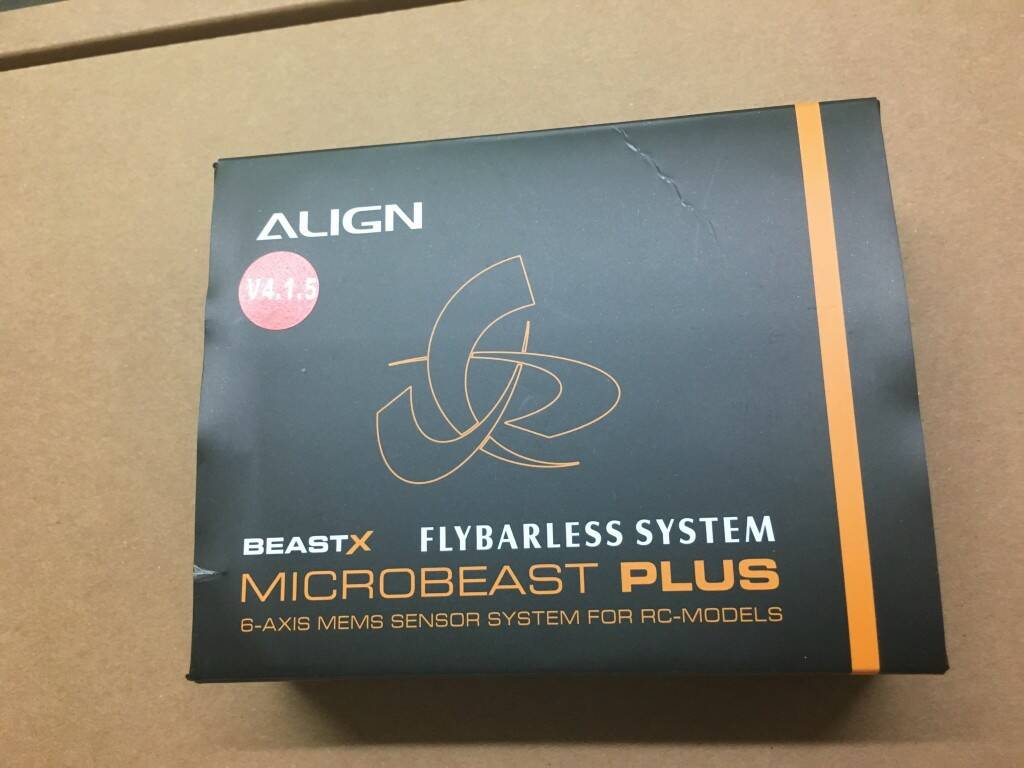 ALIGN
V4.1.5
BEASTX FLYBARLESS SYSTEM
MICROBEAST PLUS
6-AXIS MEMS SENSOR SYSTEM FOR RC-MODELS